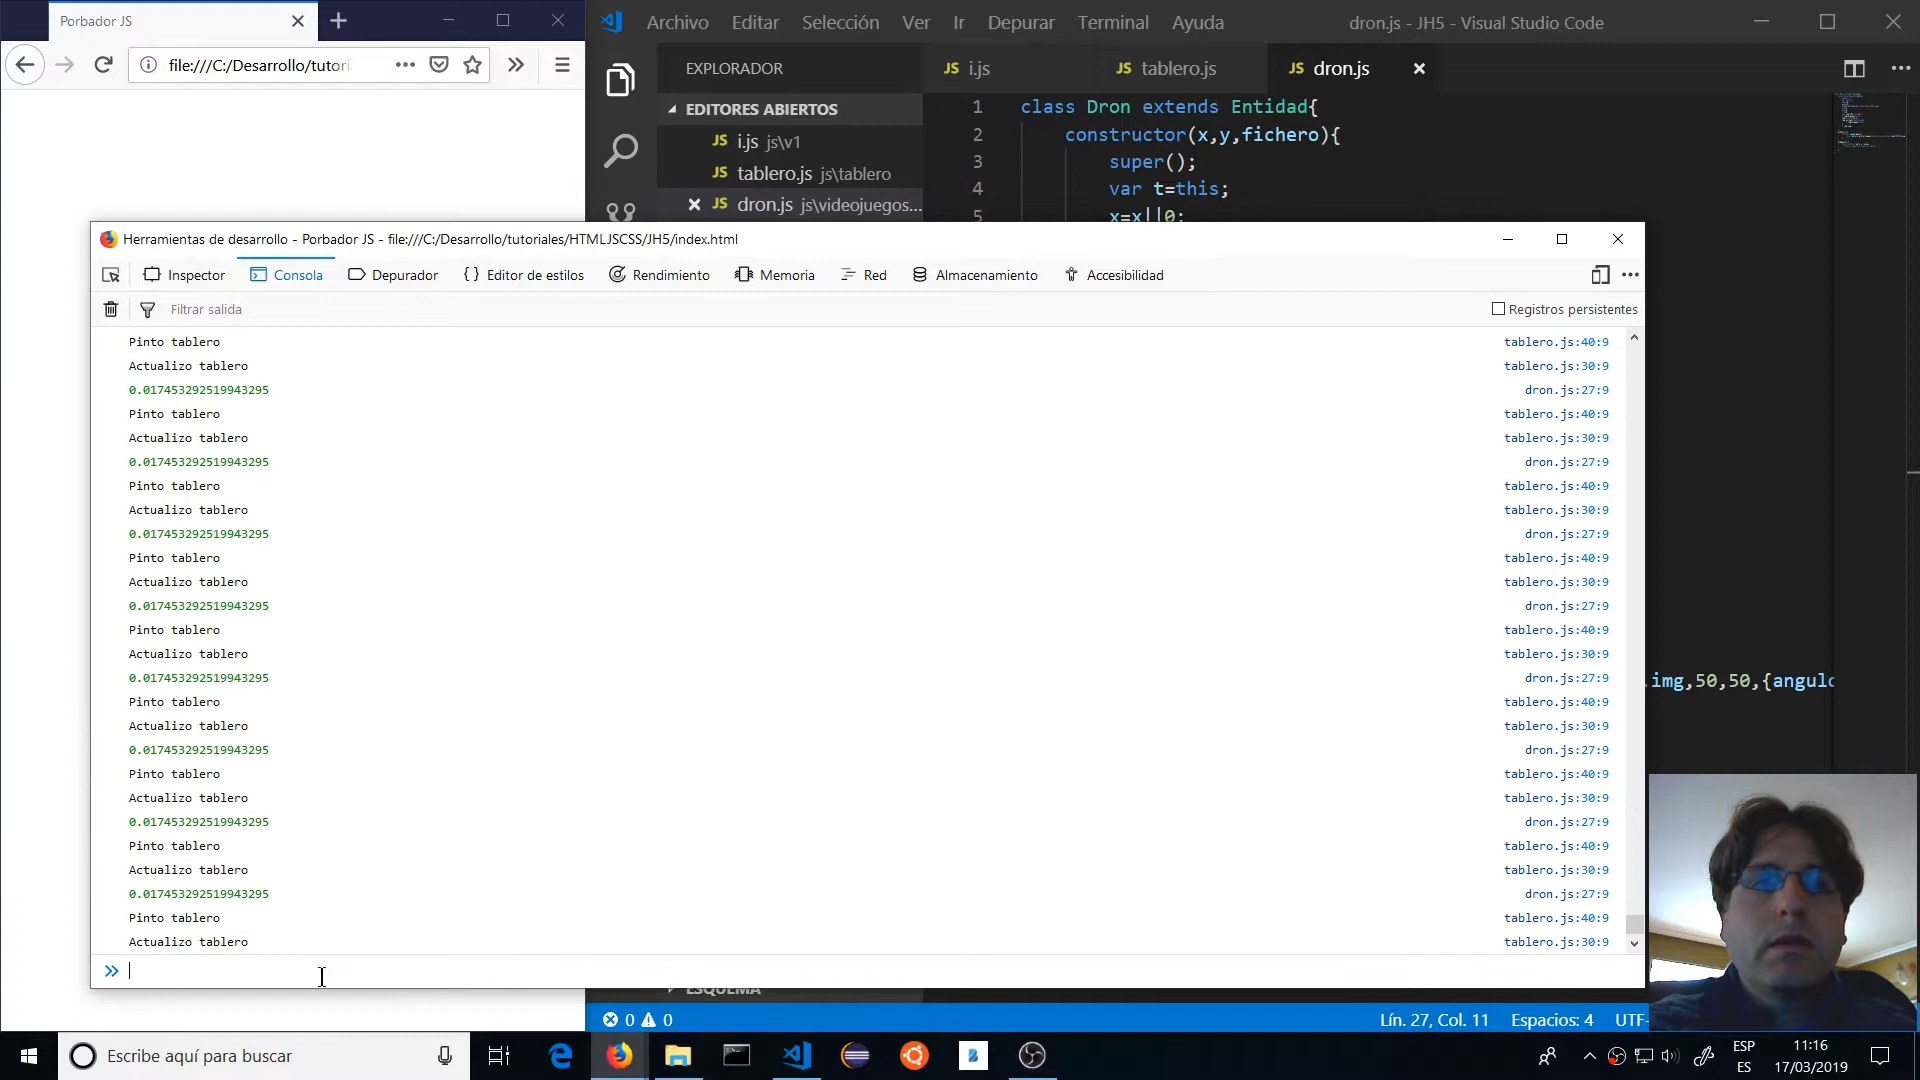 Porbador JS
file:///C:/Desarrollo/tutori
Archivo Editar Selección Ver Ir Depurar Terminal Ayuda
dron.js - JH5 - Visual Studio Code
EXPLORADOR
JS i.js
JS tablero.js
JS dron.js
EDITORES ABIERTOS
JS i.js js\v1
JS tablero.js js\tablero
JS dron.js js\videojuegos...
1 class Dron extends Entidad{
2 constructor(x,y,fichero){
3 super();
4 var t=this;
5 x=x||0;
.img,50,50,{angulo
Herramientas de desarrollo - Porbador JS - file:///C:/Desarrollo/tutoriales/HTMLJSCSS/JH5/index.html
Inspector Consola Depurador Editor de estilos Rendimiento Memoria Red Almacenamiento Accesibilidad
Filtrar salida
Registros persistentes
Pinto tablero tablero.js:40:9
Actualizo tablero tablero.js:30:9
0.017453292519943295 dron.js:27:9
Pinto tablero tablero.js:40:9
Actualizo tablero tablero.js:30:9
0.017453292519943295 dron.js:27:9
Pinto tablero tablero.js:40:9
Actualizo tablero tablero.js:30:9
0.017453292519943295 dron.js:27:9
Pinto tablero tablero.js:40:9
Actualizo tablero tablero.js:30:9
0.017453292519943295 dron.js:27:9
Pinto tablero tablero.js:40:9
Actualizo tablero tablero.js:30:9
0.017453292519943295 dron.js:27:9
Pinto tablero tablero.js:40:9
Actualizo tablero tablero.js:30:9
0.017453292519943295 dron.js:27:9
Pinto tablero tablero.js:40:9
Actualizo tablero tablero.js:30:9
0.017453292519943295 dron.js:27:9
Pinto tablero tablero.js:40:9
Actualizo tablero tablero.js:30:9
0.017453292519943295 dron.js:27:9
Pinto tablero tablero.js:40:9
Actualizo tablero tablero.js:30:9
ESQUEMA
0 0
Lín. 27, Col. 11 Espacios: 4 UTF-
Escribe aquí para buscar
ESP
ES
11:16
17/03/2019